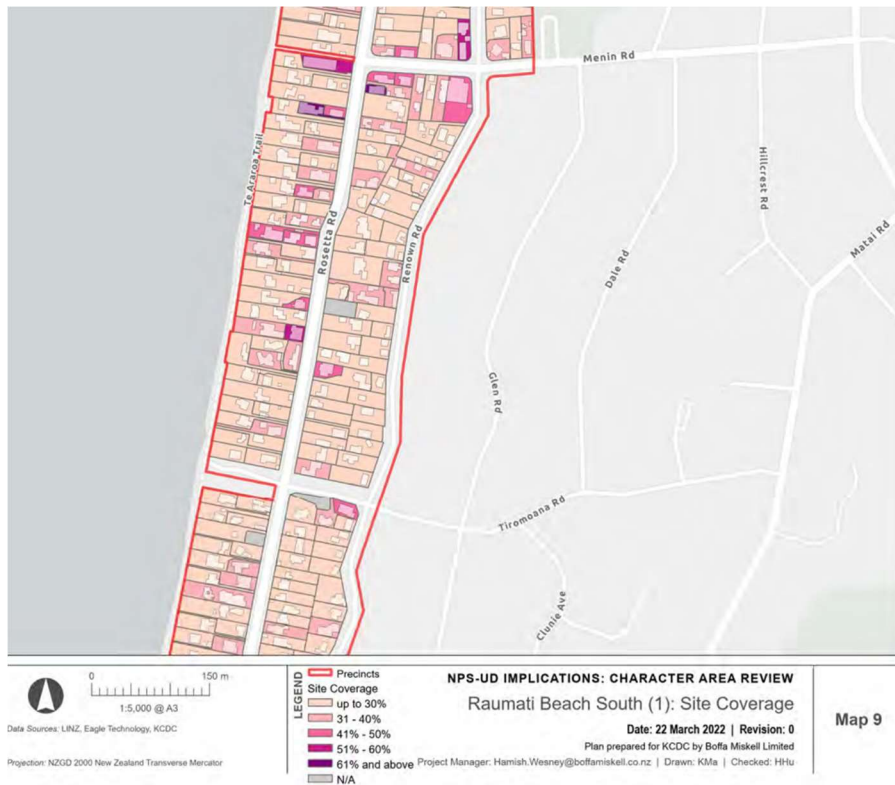 Menin Rd
Te Araroa Trail
Rosetta Rd
Renown Rd
Hillcrest Rd
Matai Rd
Dale Rd
Glen Rd
Tiromoana Rd
Clunie Ave
0 150 m
1:5,000 @ A3
Data Sources: LINZ, Eagle Technology, KCDC
Projection: NZGD 2000 New Zealand Transverse Mercator
LEGEND
Precincts
Site Coverage
up to 30%
31 - 40%
41% - 50%
51% - 60%
61% and above
N/A
NPS-UD IMPLICATIONS: CHARACTER AREA REVIEW
Raumati Beach South (1): Site Coverage
Date: 22 March 2022 | Revision: 0
Plan prepared for KCDC by Boffa Miskell Limited
Project Manager: Hamish.Wesney@boffamiskell.co.nz | Drawn: KMa | Checked: HHu
Map 9